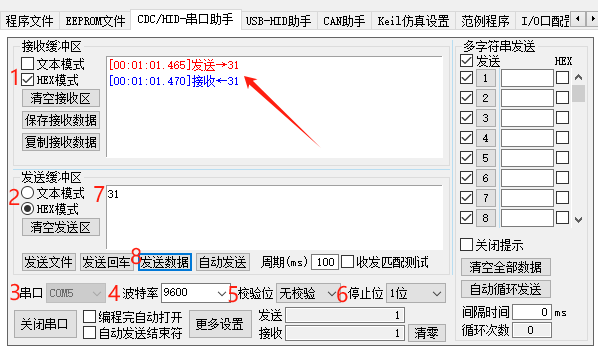 程序文件 EEPROM文件 CDC/HID-串口助手 USB-HID助手 CAN助手 Keil仿真设置 范例程序 I/O口配
接收缓冲区
1
文本模式
HEX模式
清空接收区
保存接收数据
复制接收数据
[00:01:01.465]发送→31
[00:01:01.470]接收←31
发送缓冲区
2
文本模式
HEX模式
清空发送区
7
31
8
发送文件 发送回车 发送数据 自动发送 周期(ms) 100 收发匹配测试
3 串口 COM5 4 波特率 9600 5 校验位 无校验 6 停止位 1位
关闭串口
编程完自动打开
自动发送结束符
更多设置
发送 1
接收 1
清零
多字符串发送
发送 HEX
1
2
3
4
5
6
7
8
关闭提示
清空全部数据
自动循环发送
间隔时间 0 ms
循环次数 0